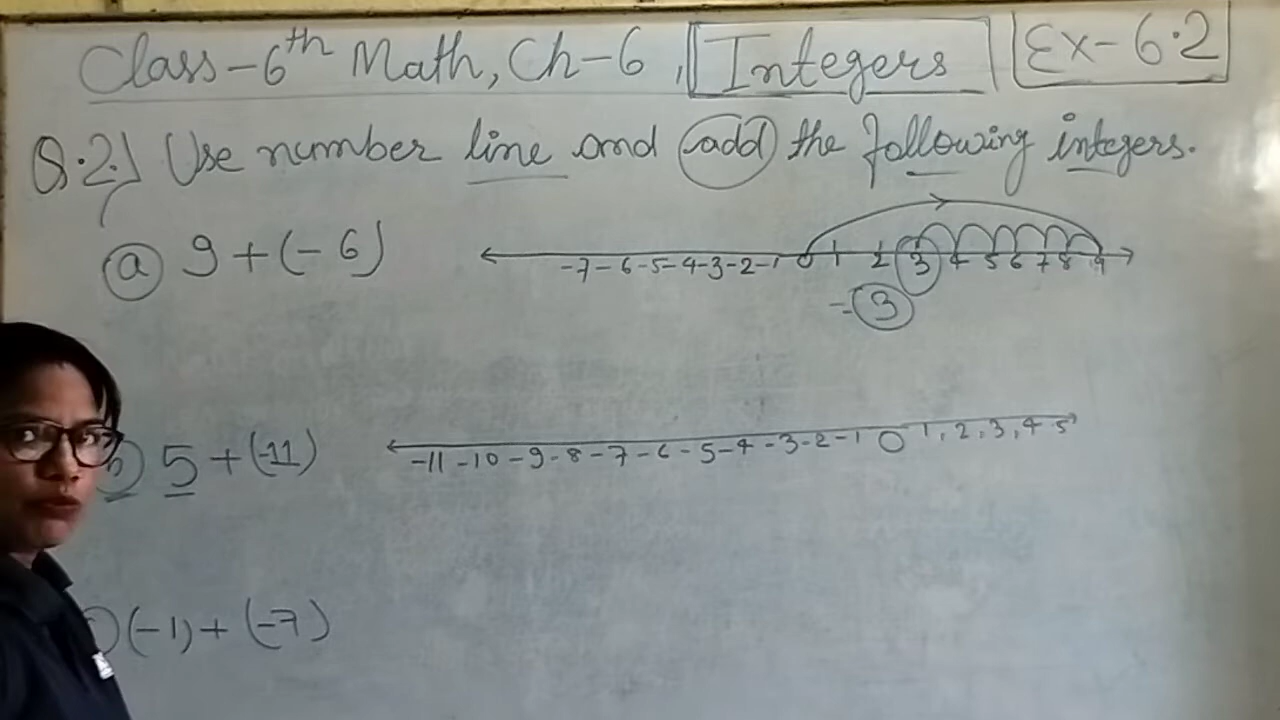 Class-6th Math, Ch-6, Integers Ex-6.2
Q.2) Use number line and add the following integers.
a 9+(-6)
-7-6-5-4-3-2-1 0 1 2 3 4 5 6 7 8 9
=3
b) 5+(-11)
-11 -10 -9 -8 -7 -6 -5 -4 -3 -2 -1 0 1, 2, 3, 4 5
(-1)+(-7)